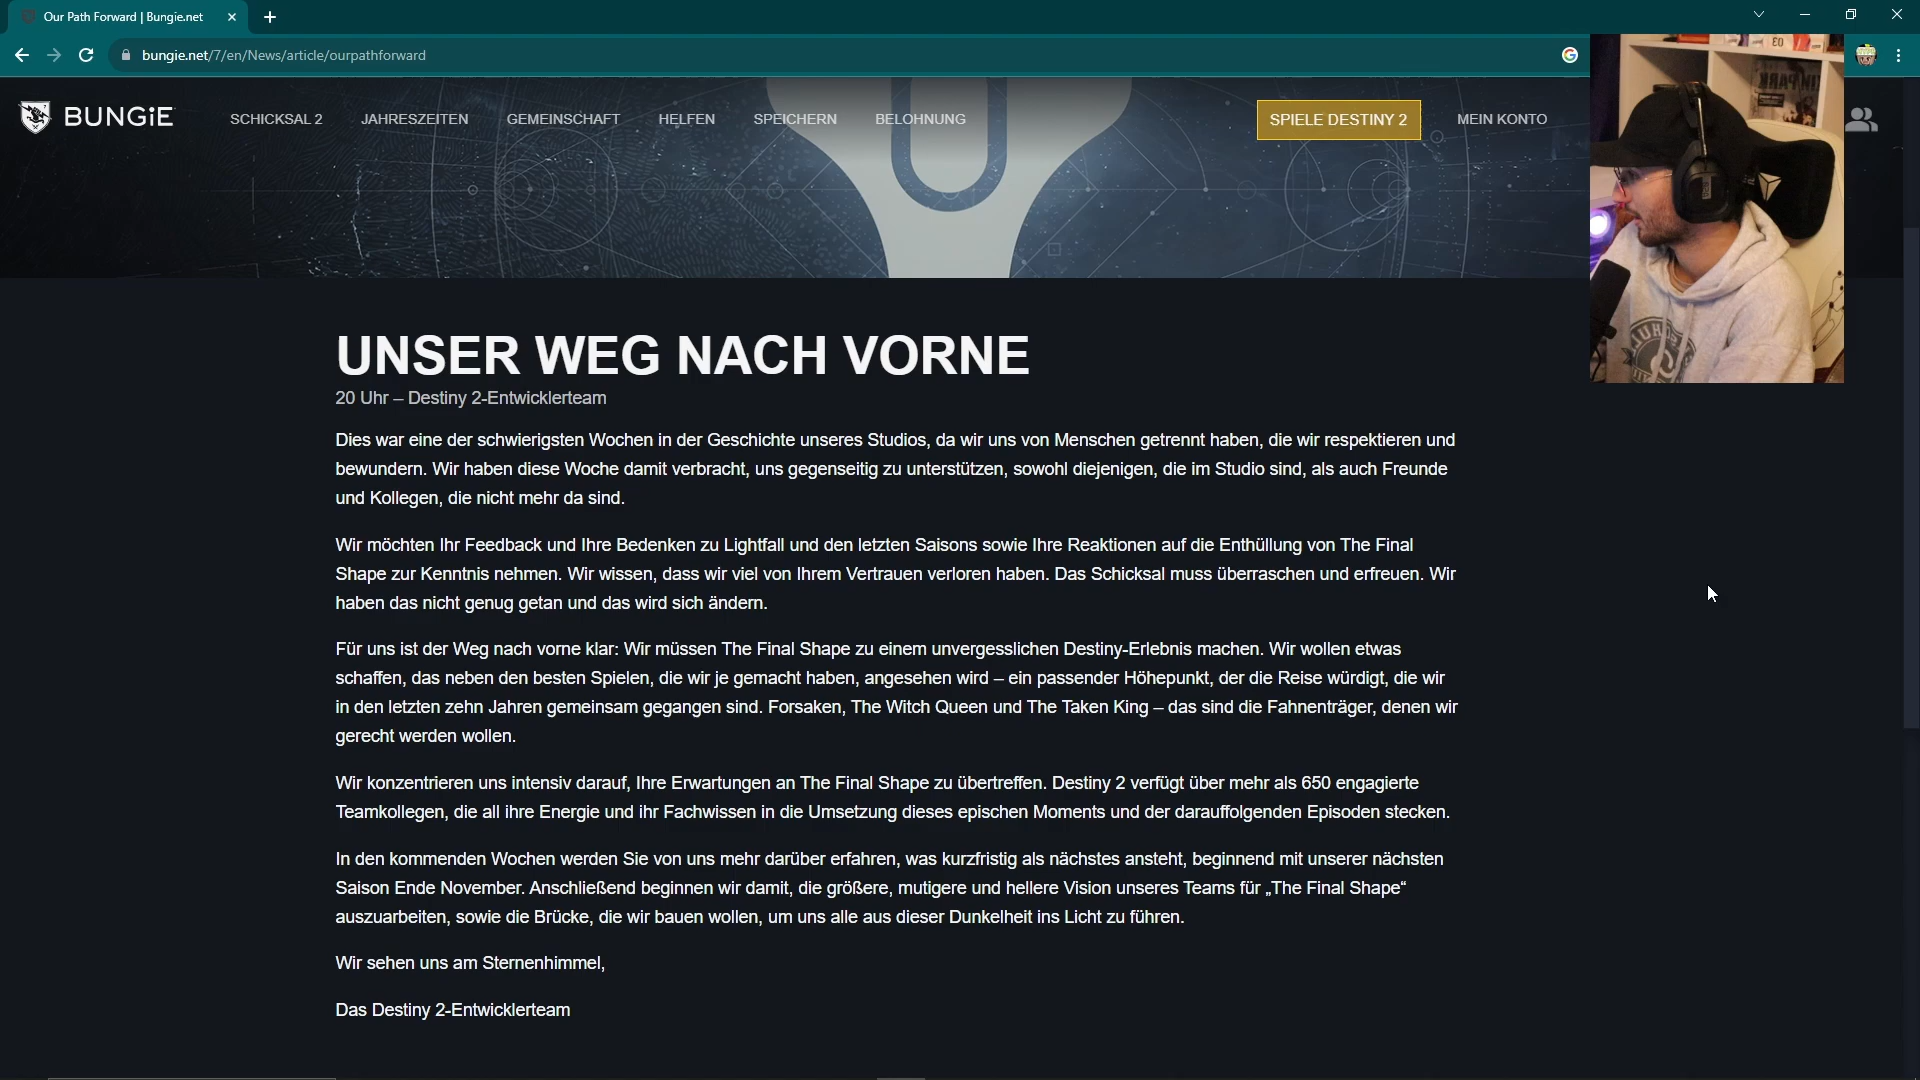 Our Path Forward | Bungie.net
bungie.net/7/en/News/article/ourpathforward
BUNGiE
SCHICKSAL 2
JAHRESZEITEN
GEMEINSCHAFT
HELFEN
SPEICHERN
BELOHNUNG
SPIELE DESTINY 2
MEIN KONTO
UNSER WEG NACH VORNE
20 Uhr – Destiny 2-Entwicklerteam
Dies war eine der schwierigsten Wochen in der Geschichte unseres Studios, da wir uns von Menschen getrennt haben, die wir respektieren und
bewundern. Wir haben diese Woche damit verbracht, uns gegenseitig zu unterstützen, sowohl diejenigen, die im Studio sind, als auch Freunde
und Kollegen, die nicht mehr da sind.
Wir möchten Ihr Feedback und Ihre Bedenken zu Lightfall und den letzten Saisons sowie Ihre Reaktionen auf die Enthüllung von The Final
Shape zur Kenntnis nehmen. Wir wissen, dass wir viel von Ihrem Vertrauen verloren haben. Das Schicksal muss überraschen und erfreuen. Wir
haben das nicht genug getan und das wird sich ändern.
Für uns ist der Weg nach vorne klar: Wir müssen The Final Shape zu einem unvergesslichen Destiny-Erlebnis machen. Wir wollen etwas
schaffen, das neben den besten Spielen, die wir je gemacht haben, angesehen wird – ein passender Höhepunkt, der die Reise würdigt, die wir
in den letzten zehn Jahren gemeinsam gegangen sind. Forsaken, The Witch Queen und The Taken King – das sind die Fahnenträger, denen wir
gerecht werden wollen.
Wir konzentrieren uns intensiv darauf, Ihre Erwartungen an The Final Shape zu übertreffen. Destiny 2 verfügt über mehr als 650 engagierte
Teamkollegen, die all ihre Energie und ihr Fachwissen in die Umsetzung dieses epischen Moments und der darauffolgenden Episoden stecken.
In den kommenden Wochen werden Sie von uns mehr darüber erfahren, was kurzfristig als nächstes ansteht, beginnend mit unserer nächsten
Saison Ende November. Anschließend beginnen wir damit, die größere, mutigere und hellere Vision unseres Teams für „The Final Shape“
auszuarbeiten, sowie die Brücke, die wir bauen wollen, um uns alle aus dieser Dunkelheit ins Licht zu führen.
Wir sehen uns am Sternenhimmel,
Das Destiny 2-Entwicklerteam